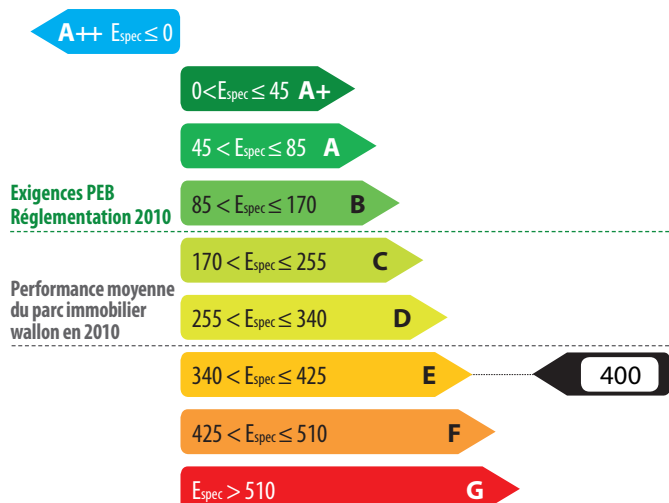 A++ Espec ≤ 0
0<Espec ≤ 45 A+
45 < Espec ≤ 85 A
Exigences PEB
Réglementation 2010
85 < Espec ≤ 170 B
170 < Espec ≤ 255 C
Performance moyenne
du parc immobilier
wallon en 2010
255 < Espec ≤ 340 D
340 < Espec ≤ 425 E
400
425 < Espec ≤ 510 F
Espec > 510 G